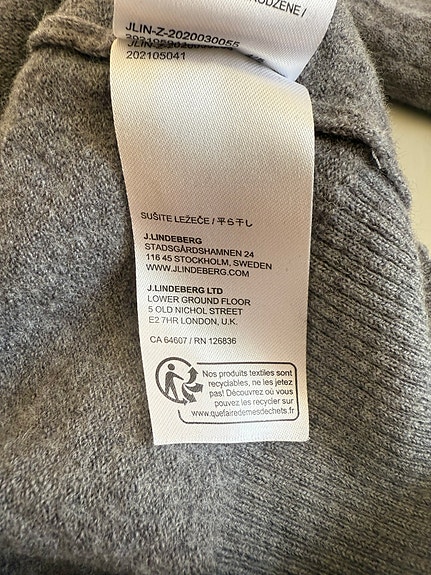 JLIN-Z-2020030055
202105041
SUŠITE LEŽEČE / 平ら干し
J.LINDEBERG
STADSGÅRDSHAMNEN 24
116 45 STOCKHOLM, SWEDEN
WWW.JLINDEBERG.COM
J.LINDEBERG LTD
LOWER GROUND FLOOR
5 OLD NICHOL STREET
E2 7HR LONDON, U.K.
CA 64607 / RN 126836
Nos produits textiles sont
recyclables, ne les jetez
pas! Découvrez où vous
pouvez les recycler sur
www.quefairedemesdechets.fr